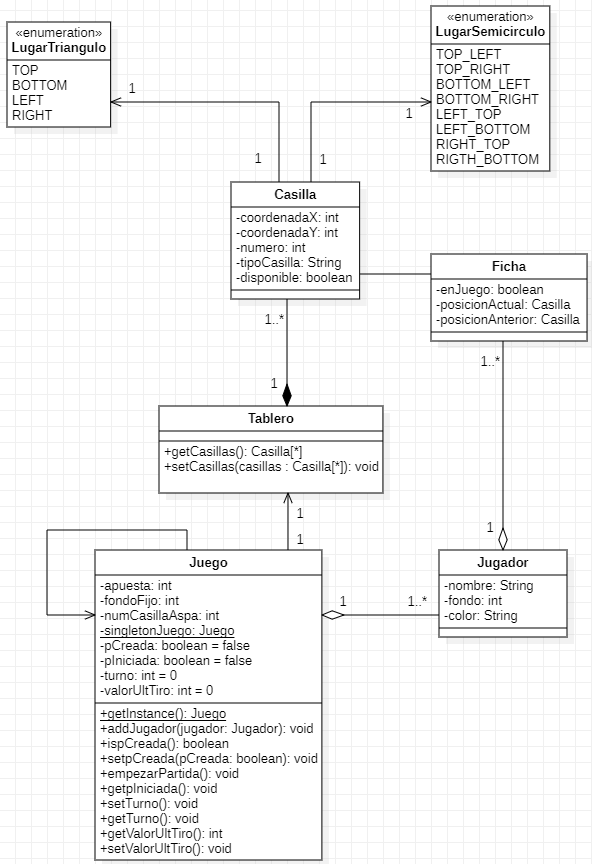 «enumeration»
LugarTriangulo
TOP
BOTTOM
LEFT
RIGHT
«enumeration»
LugarSemicirculo
TOP_LEFT
TOP_RIGHT
BOTTOM_LEFT
BOTTOM_RIGHT
LEFT_TOP
LEFT_BOTTOM
RIGHT_TOP
RIGTH_BOTTOM
1
1
1
1
Casilla
-coordenadaX: int
-coordenadaY: int
-numero: int
-tipoCasilla: String
-disponible: boolean
Ficha
-enJuego: boolean
-posicionActual: Casilla
-posicionAnterior: Casilla
1..*
1
1..*
1
Tablero
+getCasillas(): Casilla[*]
+setCasillas(casillas : Casilla[*]): void
1
1
Juego
-apuesta: int
-fondoFijo: int
-numCasillaAspa: int
-singletonJuego: Juego
-pCreada: boolean = false
-pIniciada: boolean = false
-turno: int = 0
-valorUltTiro: int = 0
+getInstance(): Juego
+addJugador(jugador: Jugador): void
+ispCreada(): boolean
+setpCreada(pCreada: boolean): void
+empezarPartida(): void
+getpIniciada(): void
+setTurno(): void
+getTurno(): void
+getValorUltTiro(): int
+setValorUltTiro(): void
1
1..*
Jugador
-nombre: String
-fondo: int
-color: String